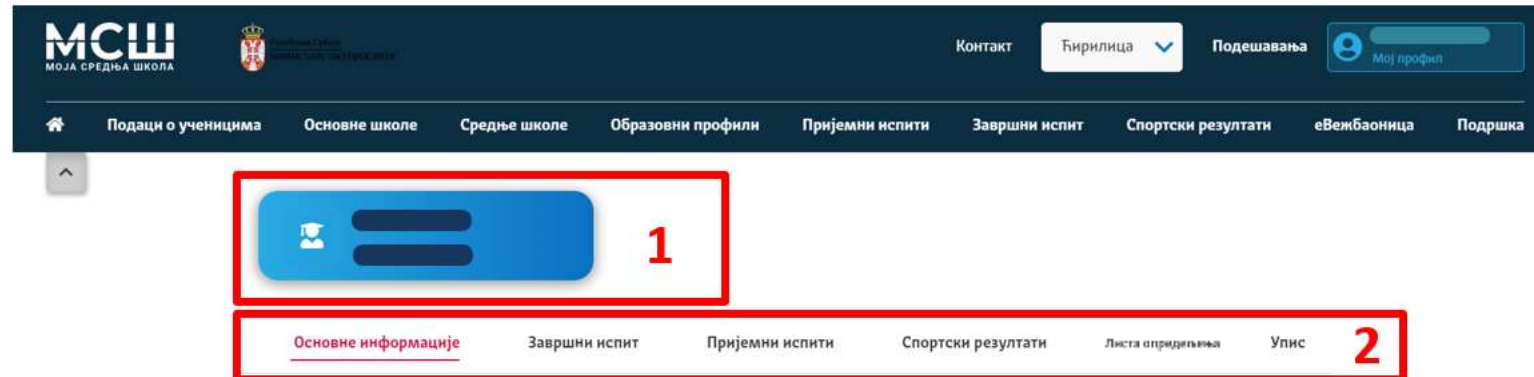 МСШ
МОЈА СРЕДЊА ШКОЛА
Контакт
Ћирилица
Подешавања
Мој профил
Подаци о ученицима
Основне школе
Средње школе
Образовни профили
Пријемни испити
Завршни испит
Спортски резултати
еВежбаоница
Подршка
1
Основне информације
Завршни испит
Пријемни испити
Спортски резултати
Листа опредељења
Упис
2